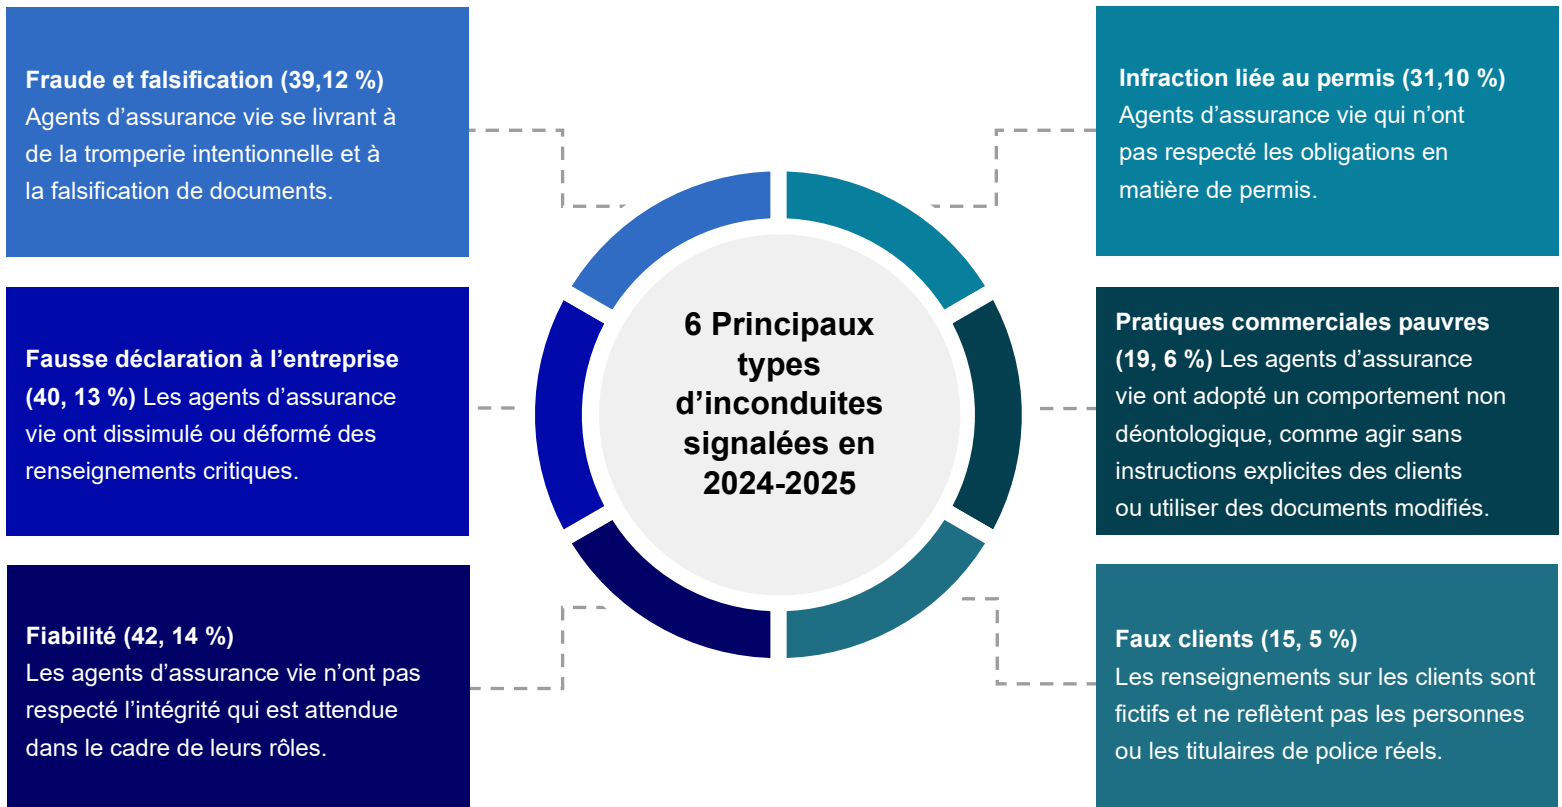 Fraude et falsification (39,12 %)
Agents d’assurance vie se livrant à
de la tromperie intentionnelle et à
la falsification de documents.
Fausse déclaration à l’entreprise
(40, 13 %) Les agents d’assurance
vie ont dissimulé ou déformé des
renseignements critiques.
Fiabilité (42, 14 %)
Les agents d’assurance vie n’ont pas
respecté l’intégrité qui est attendue
dans le cadre de leurs rôles.
6 Principaux
types
d’inconduites
signalées en
2024-2025
Infraction liée au permis (31,10 %)
Agents d’assurance vie qui n’ont
pas respecté les obligations en
matière de permis.
Pratiques commerciales pauvres
(19, 6 %) Les agents d’assurance
vie ont adopté un comportement non
déontologique, comme agir sans
instructions explicites des clients
ou utiliser des documents modifiés.
Faux clients (15, 5 %)
Les renseignements sur les clients sont
fictifs et ne reflètent pas les personnes
ou les titulaires de police réels.